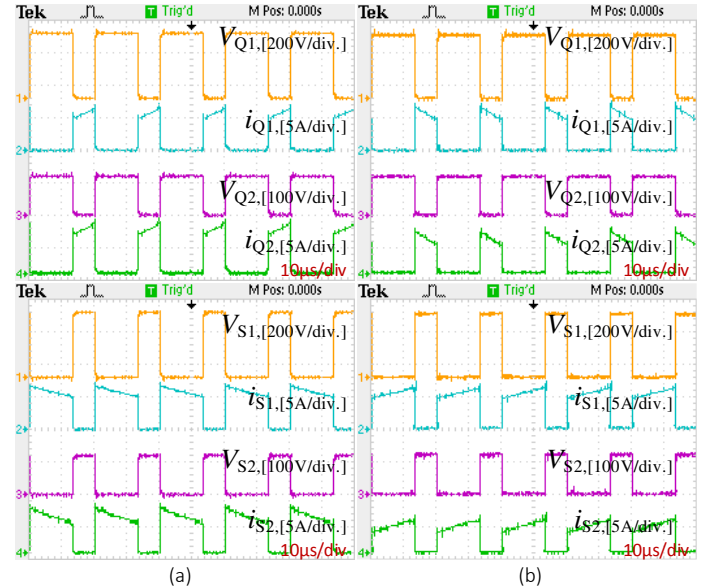 Tek T Trig'd M Pos: 0.000s
VQ1,[200V/div.]
1
iQ1,[5A/div.]
2
VQ2,[100V/div.]
3
iQ2,[5A/div.]
4
10μs/div
Tek T Trig'd M Pos: 0.000s
VQ1,[200V/div.]
1
iQ1,[5A/div.]
2
VQ2,[100V/div.]
3
iQ2,[5A/div.]
4
10μs/div
Tek T Trig'd M Pos: 0.000s
VS1,[200V/div.]
1
iS1,[5A/div.]
2
VS2,[100V/div.]
3
iS2,[5A/div.]
4
10μs/div
Tek T Trig'd M Pos: 0.000s
VS1,[200V/div.]
1
iS1,[5A/div.]
2
VS2,[100V/div.]
3
iS2,[5A/div.]
4
10μs/div
(a)
(b)